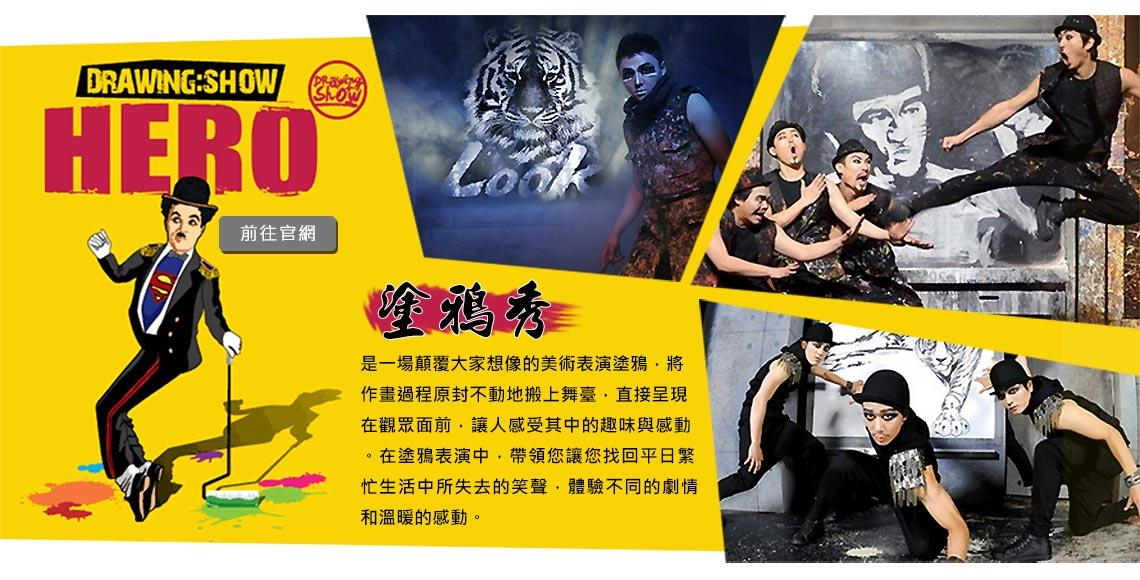 DRAWING:SHOW
DRAWING
SHOW
HERO
前往官網
Look
塗鴉秀
是一場顛覆大家想像的美術表演塗鴉，將
作畫過程原封不動地搬上舞臺，直接呈現
在觀眾面前，讓人感受其中的趣味與感動
。在塗鴉表演中，帶領您讓您找回平日繁
忙生活中所失去的笑聲，體驗不同的劇情
和溫暖的感動。